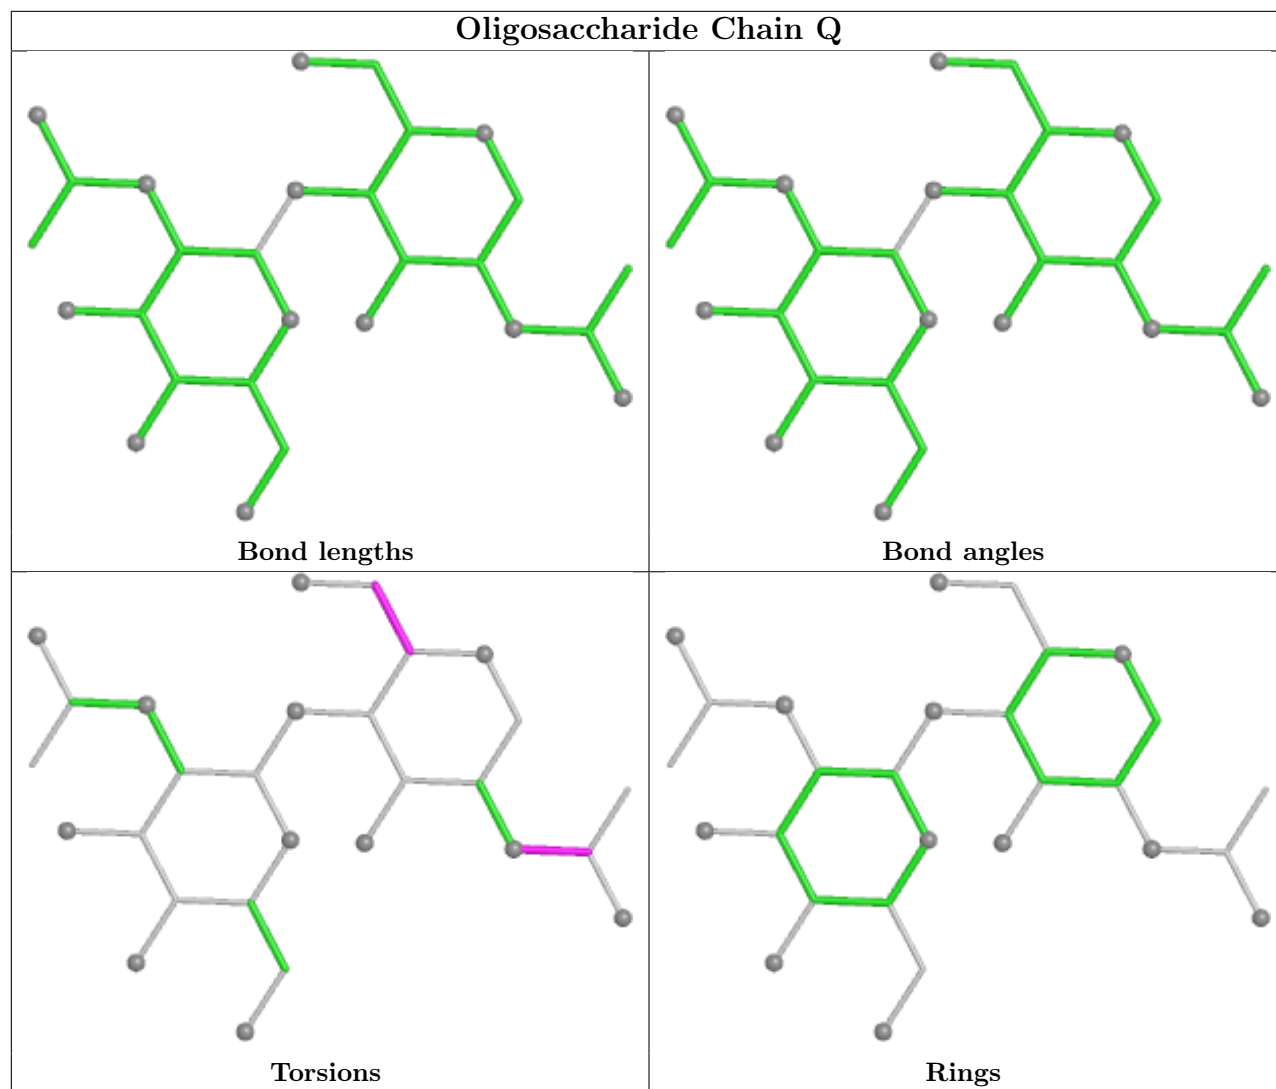 Oligosaccharide Chain Q
Bond lengths
Bond angles
Torsions
Rings